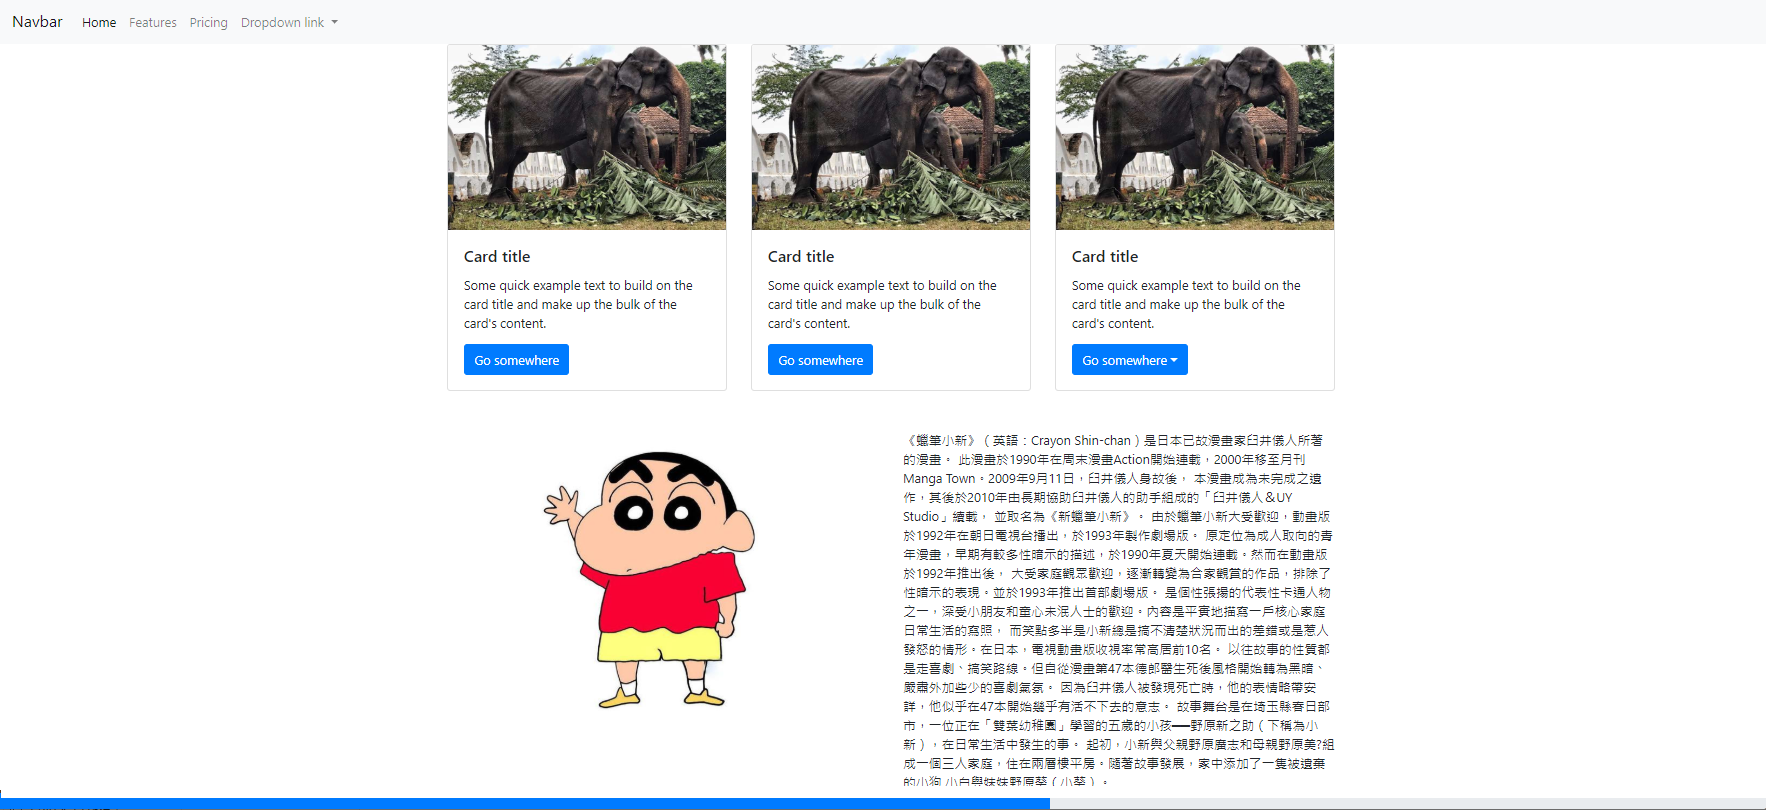 Navbar Home Features Pricing Dropdown link
Card title
Some quick example text to build on the
card title and make up the bulk of the
card's content.
Go somewhere
Card title
Some quick example text to build on the
card title and make up the bulk of the
card's content.
Go somewhere
Card title
Some quick example text to build on the
card title and make up the bulk of the
card's content.
Go somewhere
《蠟筆小新》（英語：Crayon Shin-chan）是日本已故漫畫家臼井儀人所著
的漫畫。 此漫畫於1990年在周末漫畫Action開始連載，2000年移至月刊
Manga Town。2009年9月11日，臼井儀人身故後， 本漫畫成為未完成之遺
作，其後於2010年由長期協助臼井儀人的助手組成的「臼井儀人＆UY
Studio」續載， 並取名為《新蠟筆小新》。 由於蠟筆小新大受歡迎，動畫版
於1992年在朝日電視台播出，於1993年製作劇場版。 原定位為成人取向的青
年漫畫，早期有較多性暗示的描述，於1990年夏天開始連載。然而在動畫版
於1992年推出後， 大受家庭觀眾歡迎，逐漸轉變為合家觀賞的作品，排除了
性暗示的表現。並於1993年推出首部劇場版。 是個性張揚的代表性卡通人物
之一，深受小朋友和童心未泯人士的歡迎。內容是平實地描寫一戶核心家庭
日常生活的寫照， 而笑點多半是小新總是搞不清楚狀況而出的差錯或是惹人
發怒的情形。在日本，電視動畫版收視率常高居前10名。 以往故事的性質都
是走喜劇、搞笑路線。但自從漫畫第47本德郎醫生死後風格開始轉為黑暗、
嚴肅外加些少的喜劇氣氛。 因為臼井儀人被發現死亡時，他的表情略帶安
詳，他似乎在47本開始幾乎有活不下去的意志。 故事舞台是在埼玉縣春日部
市，一位正在「雙葉幼稚園」學習的五歲的小孩──野原新之助（下稱為小
新），在日常生活中發生的事。 起初，小新與父親野原廣志和母親野原美?組
成一個三人家庭，住在兩層樓平房。隨著故事發展，家中添加了一隻被遺棄
的小狗 小白與妹妹野原葵（小葵）。